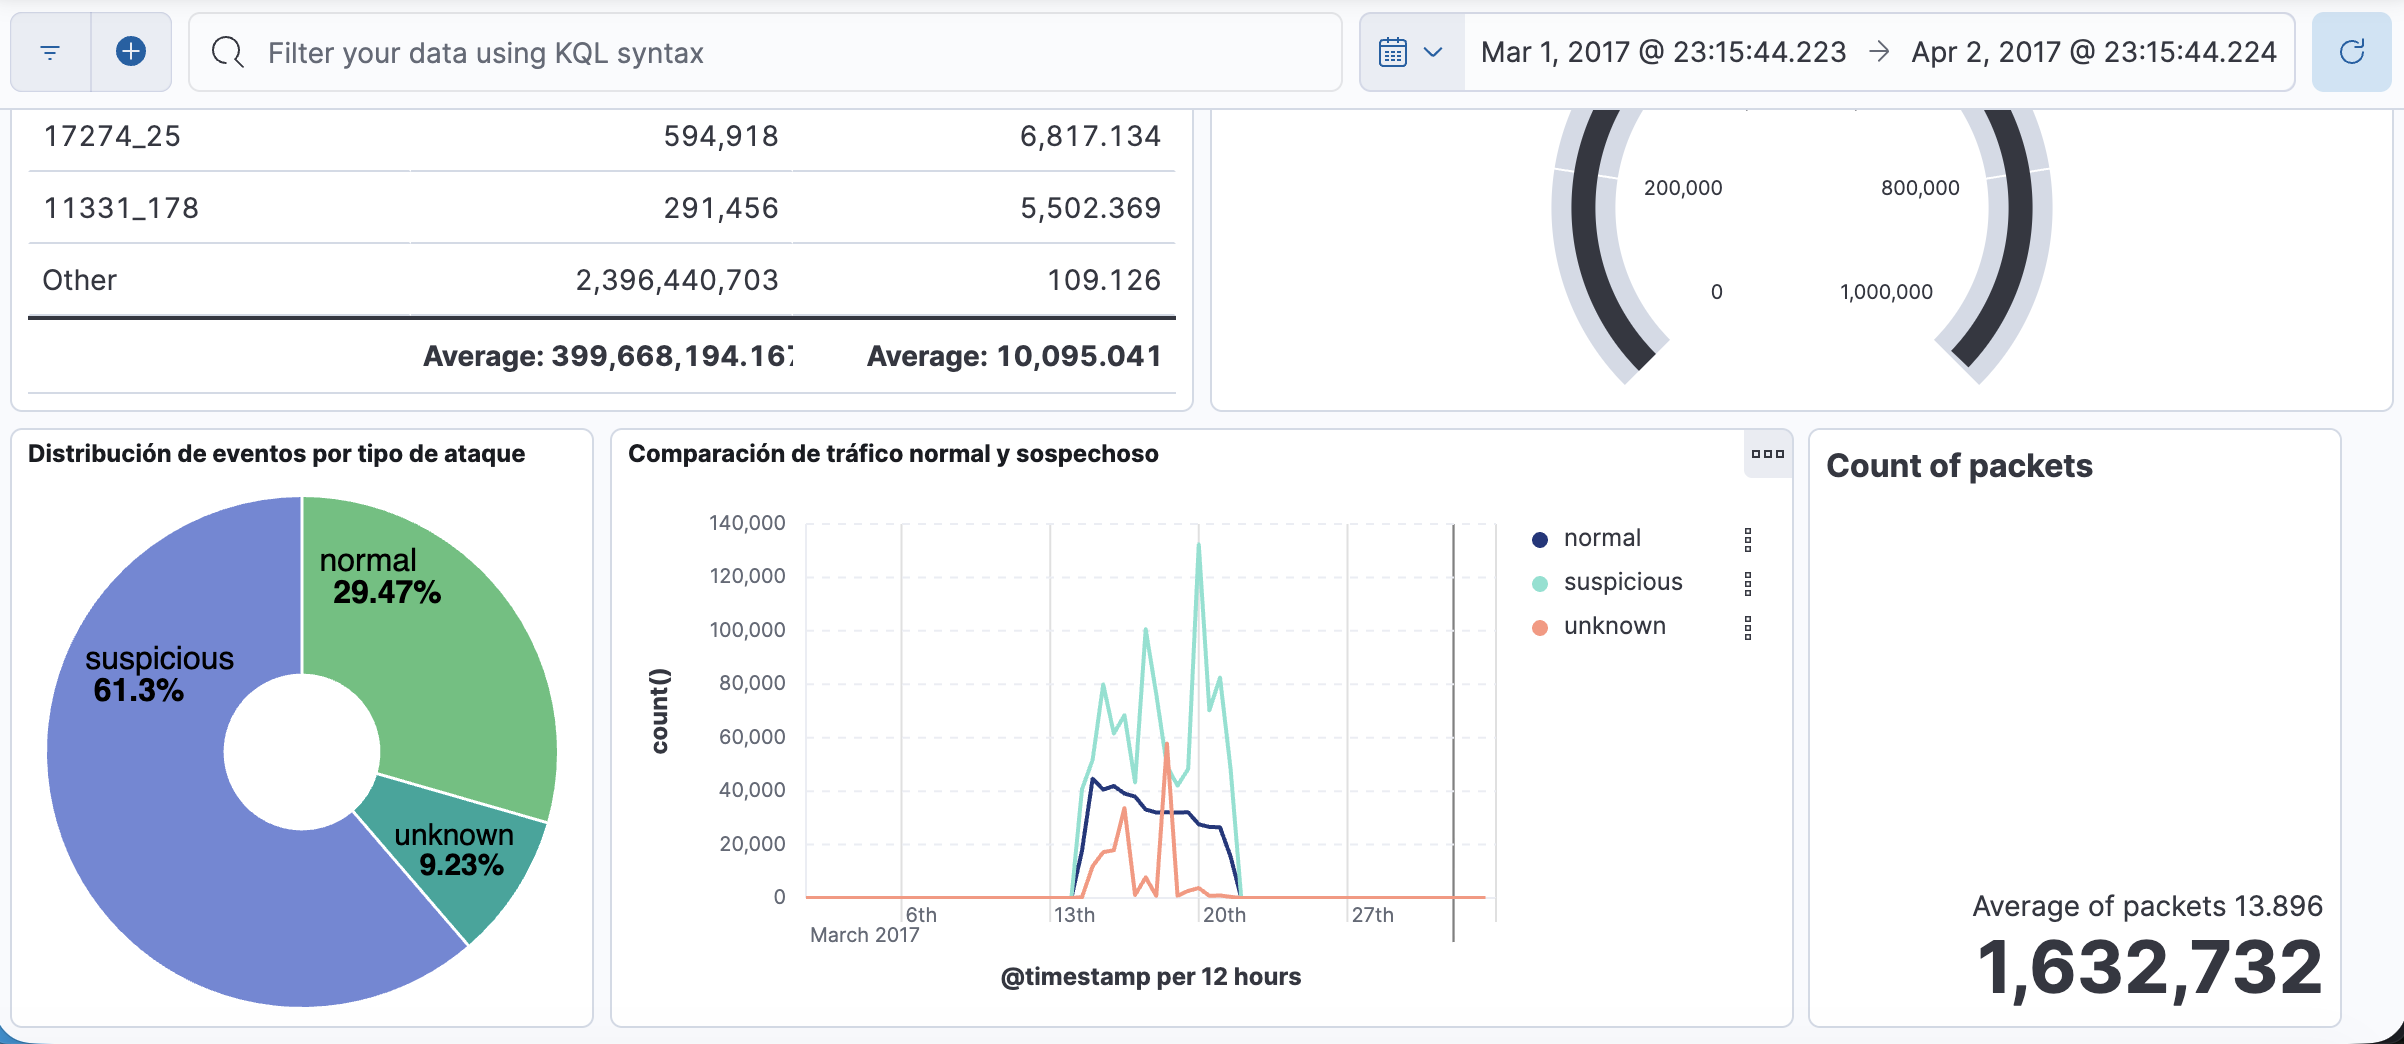 Filter your data using KQL syntax
Mar 1, 2017 @ 23:15:44.223 → Apr 2, 2017 @ 23:15:44.224
17274_25 594,918 6,817.134
11331_178 291,456 5,502.369
Other 2,396,440,703 109.126
Average: 399,668,194.167 Average: 10,095.041
200,000 800,000
0 1,000,000
Distribución de eventos por tipo de ataque
normal
29.47%
suspicious
61.3%
unknown
9.23%
Comparación de tráfico normal y sospechoso
140,000
120,000
100,000
80,000
60,000
40,000
20,000
0
count()
6th 13th 20th 27th
March 2017
@timestamp per 12 hours
normal
suspicious
unknown
Count of packets
Average of packets 13.896
1,632,732